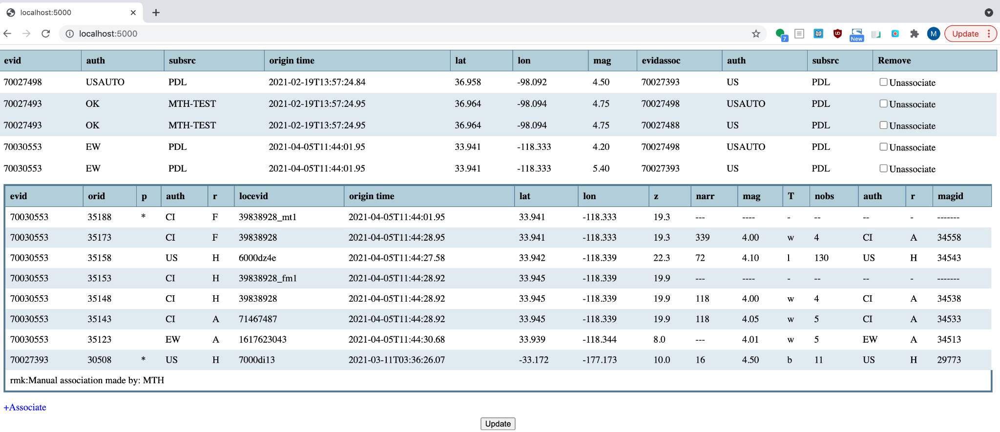 localhost:5000
localhost:5000
7
UD
New
M
Update
evid auth subsrc origin time lat lon mag evidassoc auth subsrc Remove
70027498 USAUTO PDL 2021-02-19T13:57:24.84 36.958 -98.092 4.50 70027393 US PDL Unassociate
70027493 OK MTH-TEST 2021-02-19T13:57:24.95 36.964 -98.094 4.75 70027498 USAUTO PDL Unassociate
70027493 OK MTH-TEST 2021-02-19T13:57:24.95 36.964 -98.094 4.75 70027488 US PDL Unassociate
70030553 EW PDL 2021-04-05T11:44:01.95 33.941 -118.333 4.20 70027498 USAUTO PDL Unassociate
70030553 EW PDL 2021-04-05T11:44:01.95 33.941 -118.333 5.40 70027393 US PDL Unassociate
evid orid p auth r locevid origin time lat lon z narr mag T nobs auth r magid
70030553 35188 * CI F 39838928_mt1 2021-04-05T11:44:01.95 33.941 -118.333 19.3 --- ---- - -- -- - -------
70030553 35173 CI F 39838928 2021-04-05T11:44:28.95 33.941 -118.333 19.3 339 4.00 w 4 CI A 34558
70030553 35158 US H 6000dz4e 2021-04-05T11:44:27.58 33.942 -118.339 22.3 72 4.10 l 130 US H 34543
70030553 35153 CI H 39838928_fm1 2021-04-05T11:44:28.92 33.945 -118.339 19.9 --- ---- - -- -- - -------
70030553 35148 CI H 39838928 2021-04-05T11:44:28.92 33.945 -118.339 19.9 118 4.00 w 4 CI A 34538
70030553 35143 CI A 71467487 2021-04-05T11:44:28.92 33.945 -118.339 19.9 118 4.05 w 5 CI A 34533
70030553 35123 EW A 1617623043 2021-04-05T11:44:30.68 33.939 -118.344 8.0 --- 4.01 w 5 EW A 34513
70027393 30508 * US H 7000di13 2021-03-11T03:36:26.07 -33.172 -177.173 10.0 16 4.50 b 11 US H 29773
rmk:Manual association made by: MTH
+Associate
Update